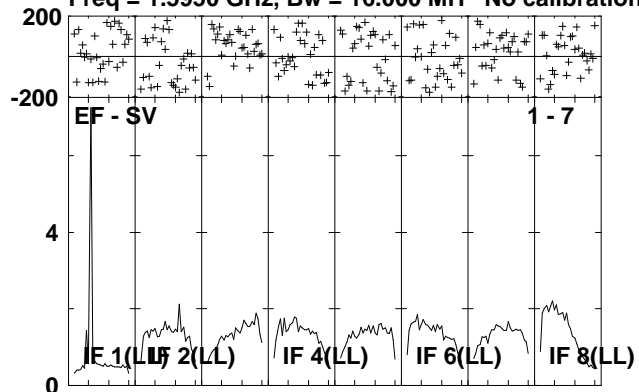 Freq = 1.5950 GHz, Bw = 16.000 MH No calibration
200
-200
EF - SV 1 - 7
4
IF 1(LL) IF 2(LL) IF 4(LL) IF 6(LL) IF 8(LL)
0